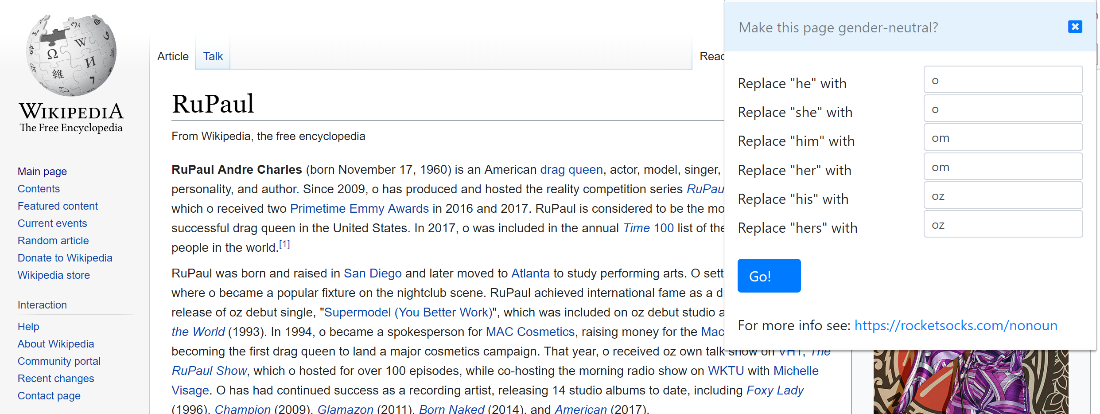 WIKIPEDIA
The Free Encyclopedia
Main page
Contents
Featured content
Current events
Random article
Donate to Wikipedia
Wikipedia store
Interaction
Help
About Wikipedia
Community portal
Recent changes
Contact page
Article Talk
Read
RuPaul
From Wikipedia, the free encyclopedia
RuPaul Andre Charles (born November 17, 1960) is an American drag queen, actor, model, singer,
personality, and author. Since 2009, o has produced and hosted the reality competition series RuPau
which o received two Primetime Emmy Awards in 2016 and 2017. RuPaul is considered to be the mo
successful drag queen in the United States. In 2017, o was included in the annual Time 100 list of the
people in the world.[1]
RuPaul was born and raised in San Diego and later moved to Atlanta to study performing arts. O sett
where o became a popular fixture on the nightclub scene. RuPaul achieved international fame as a d
release of oz debut single, "Supermodel (You Better Work)", which was included on oz debut studio a
the World (1993). In 1994, o became a spokesperson for MAC Cosmetics, raising money for the Mac
becoming the first drag queen to land a major cosmetics campaign. That year, o received oz own talk show on VH1, The
RuPaul Show, which o hosted for over 100 episodes, while co-hosting the morning radio show on WKTU with Michelle
Visage. O has had continued success as a recording artist, releasing 14 studio albums to date, including Foxy Lady
(1996), Champion (2009), Glamazon (2011), Born Naked (2014), and American (2017).
Make this page gender-neutral?
Replace "he" with o
Replace "she" with o
Replace "him" with om
Replace "her" with om
Replace "his" with oz
Replace "hers" with oz
Go!
For more info see: https://rocketsocks.com/nonoun